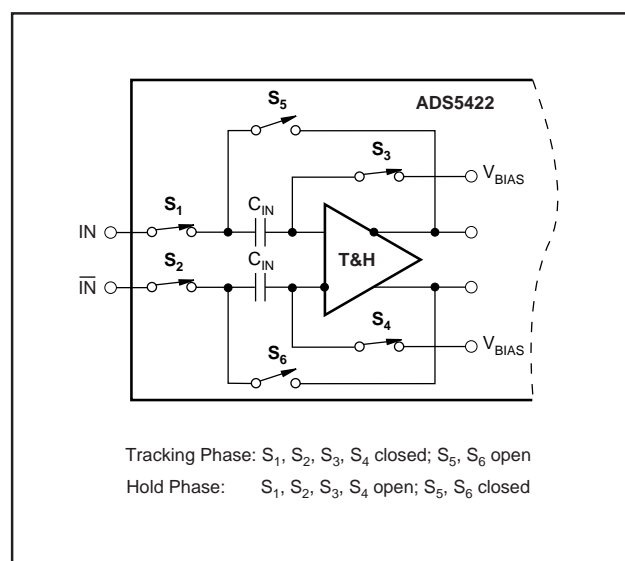 S5
ADS5422
S3
VBIAS
S1
CIN
IN
S2
CIN
T&H
IN
S4
VBIAS
S6
Tracking Phase: S1, S2, S3, S4 closed; S5, S6 open
Hold Phase: S1, S2, S3, S4 open; S5, S6 closed